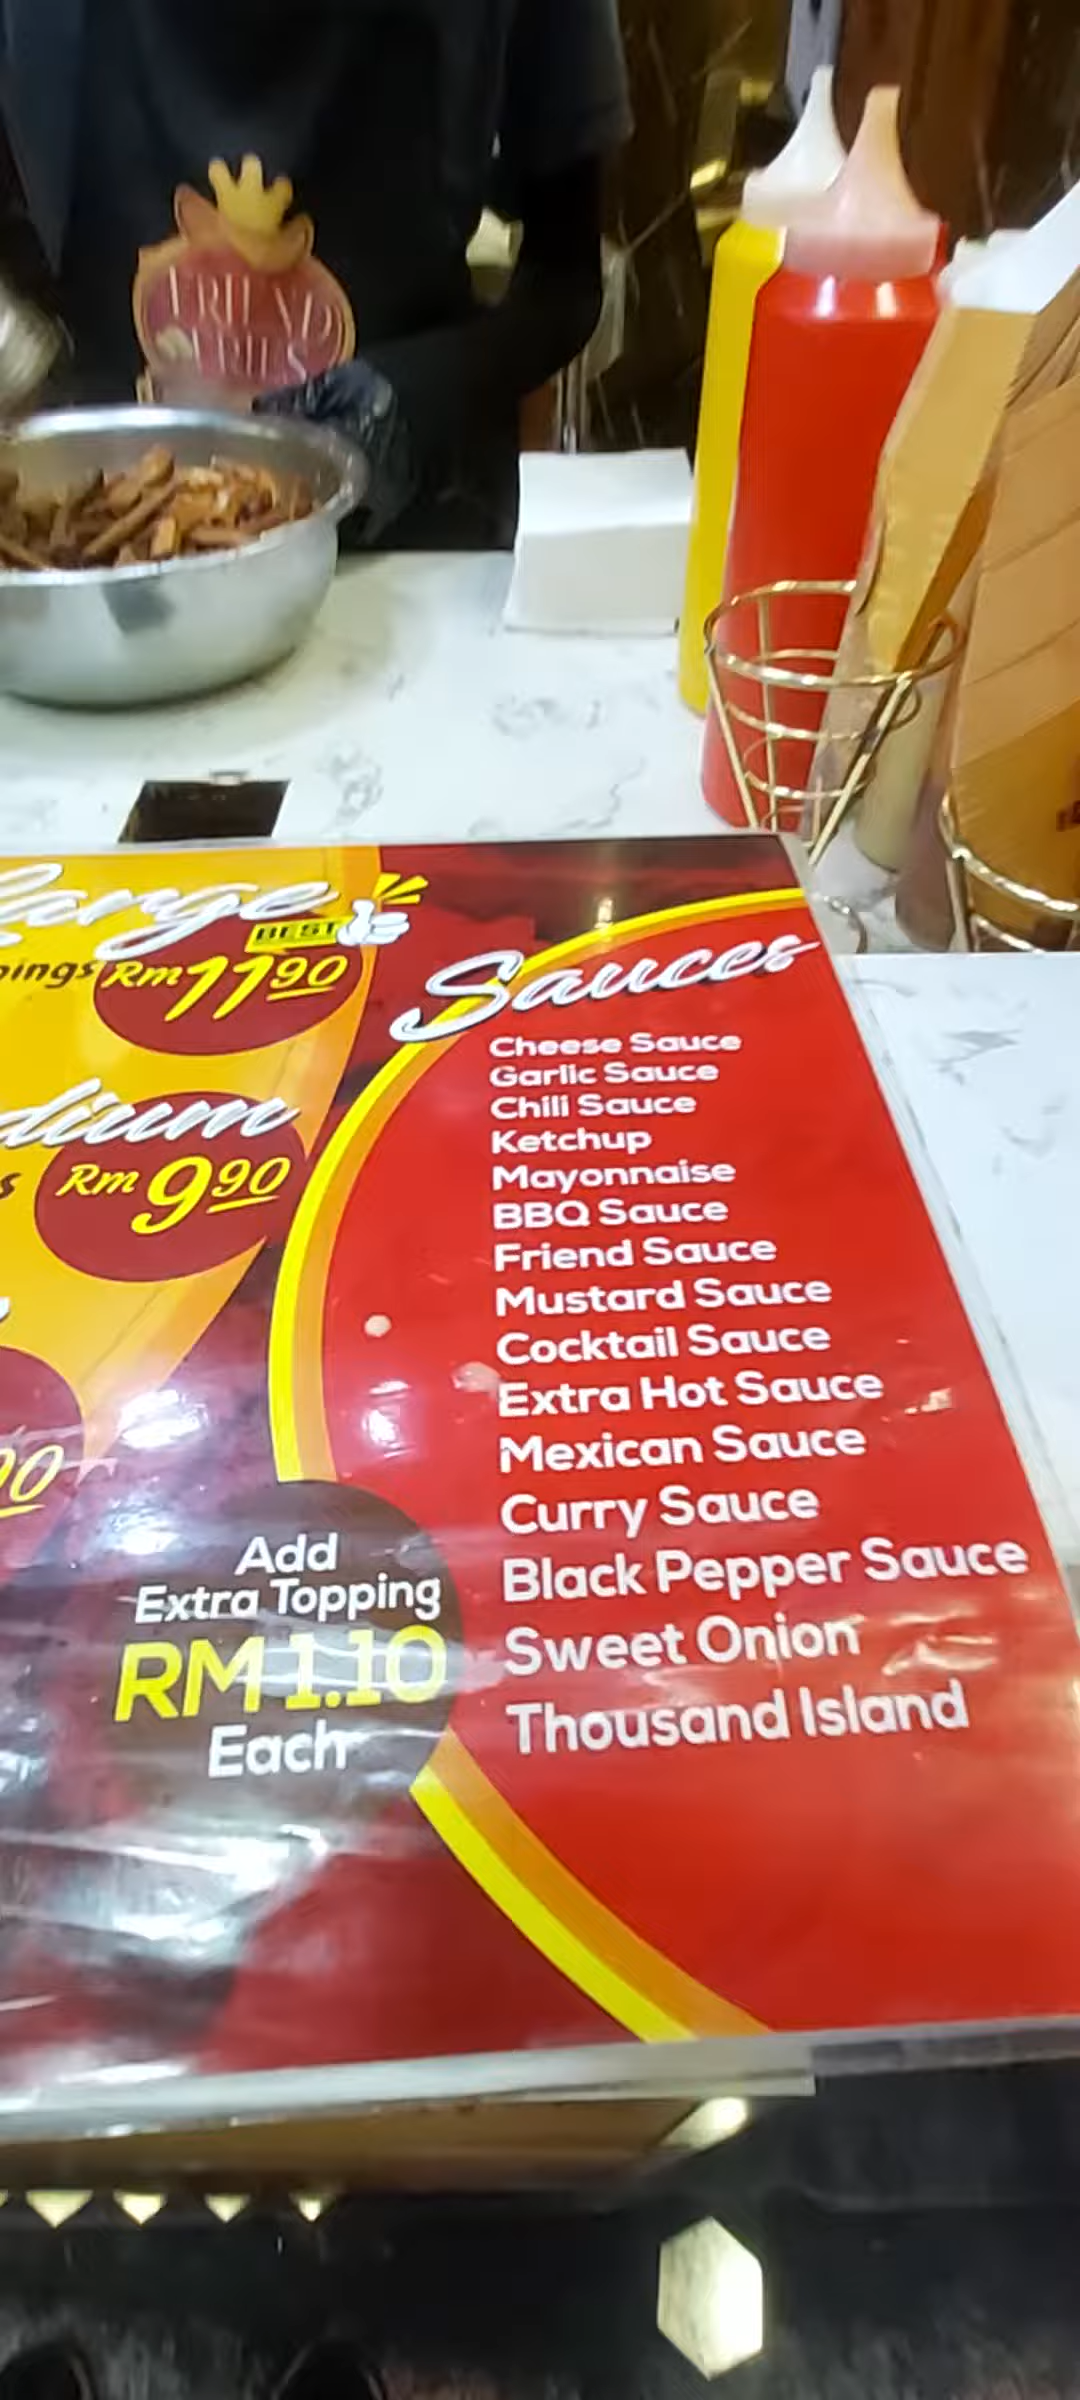 FRIEND
FRIES
Large
BEST
Rm 11 90
Rm 9 90
Sauces
Cheese Sauce
Garlic Sauce
Chili Sauce
Ketchup
Mayonnaise
BBQ Sauce
Friend Sauce
Mustard Sauce
Cocktail Sauce
Extra Hot Sauce
Mexican Sauce
Curry Sauce
Black Pepper Sauce
Sweet Onion
Thousand Island
Add
Extra Topping
RM 1.10
Each